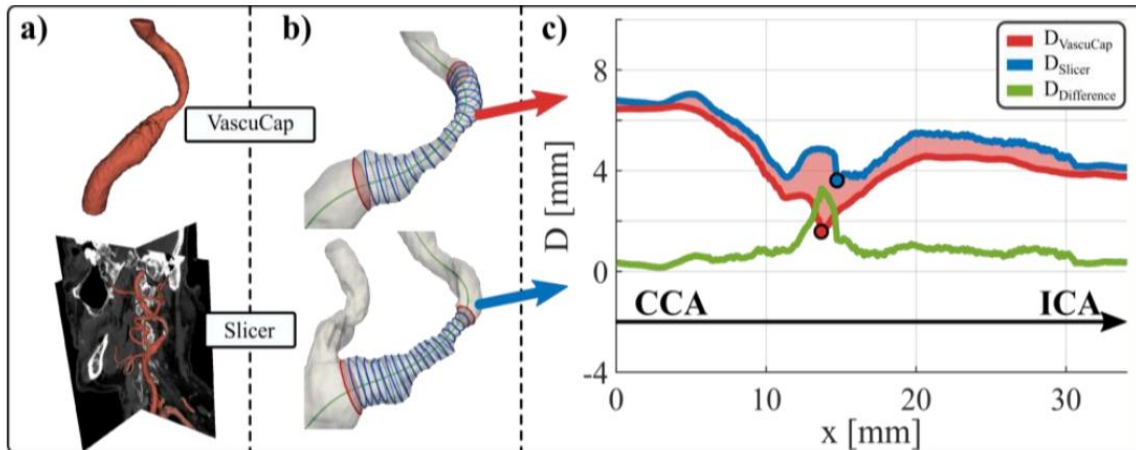 a)
VascuCap
Slicer
b)
c)
D [mm]
8
4
0
-4
D_VascuCap
D_Slicer
D_Difference
CCA
ICA
0
10
20
30
x [mm]